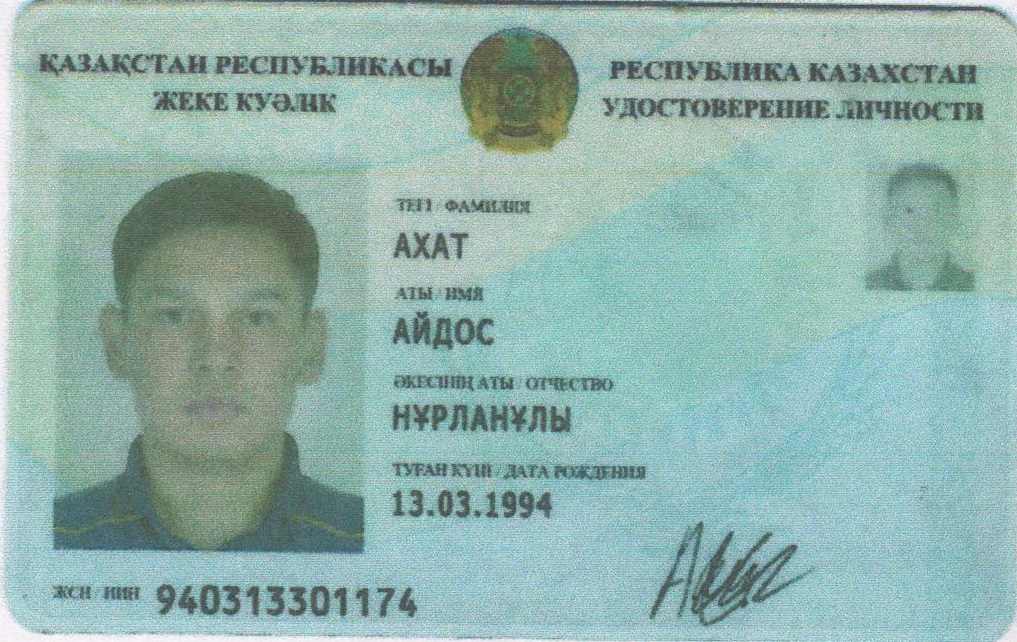 ҚАЗАҚСТАН РЕСПУБЛИКАСЫ
ЖЕКЕ КУӘЛІК
РЕСПУБЛИКА КАЗАХСТАН
УДОСТОВЕРЕНИЕ ЛИЧНОСТИ
ТЕГІ / ФАМИЛИЯ
АХАТ
АТЫ / ИМЯ
АЙДОС
ӘКЕСІНІҢ АТЫ / ОТЧЕСТВО
НҰРЛАНҰЛЫ
ТУҒАН КҮНІ / ДАТА РОЖДЕНИЯ
13.03.1994
ЖСН / ИИН 940313301174